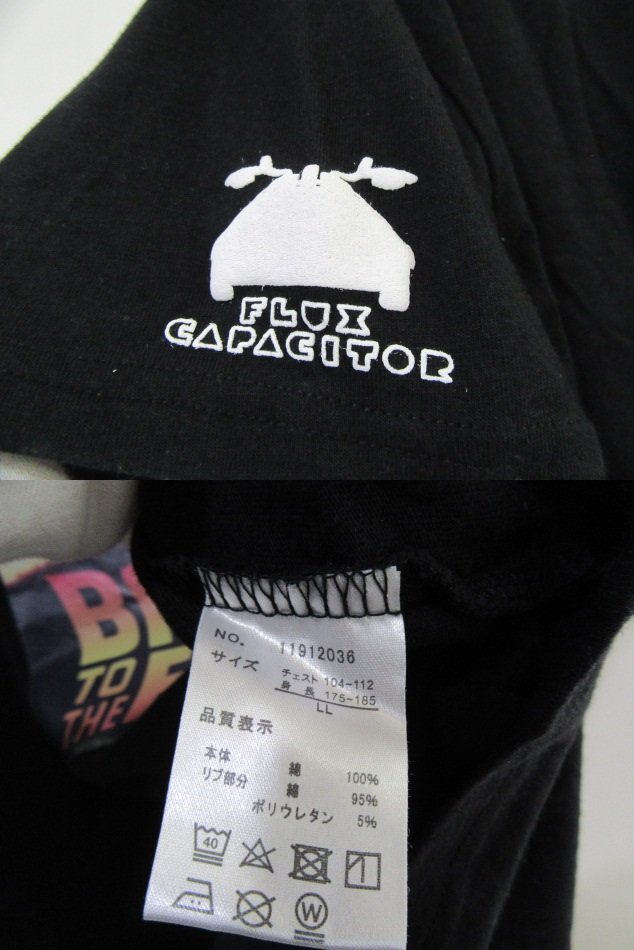 FLUX
CAPACITOR
BA
TO
THE F
NO. 11912036
サイズ チェスト 104-112
身長 175-185
LL
品質表示
本体 綿 100%
リブ部分 綿 95%
ポリウレタン 5%
40
W